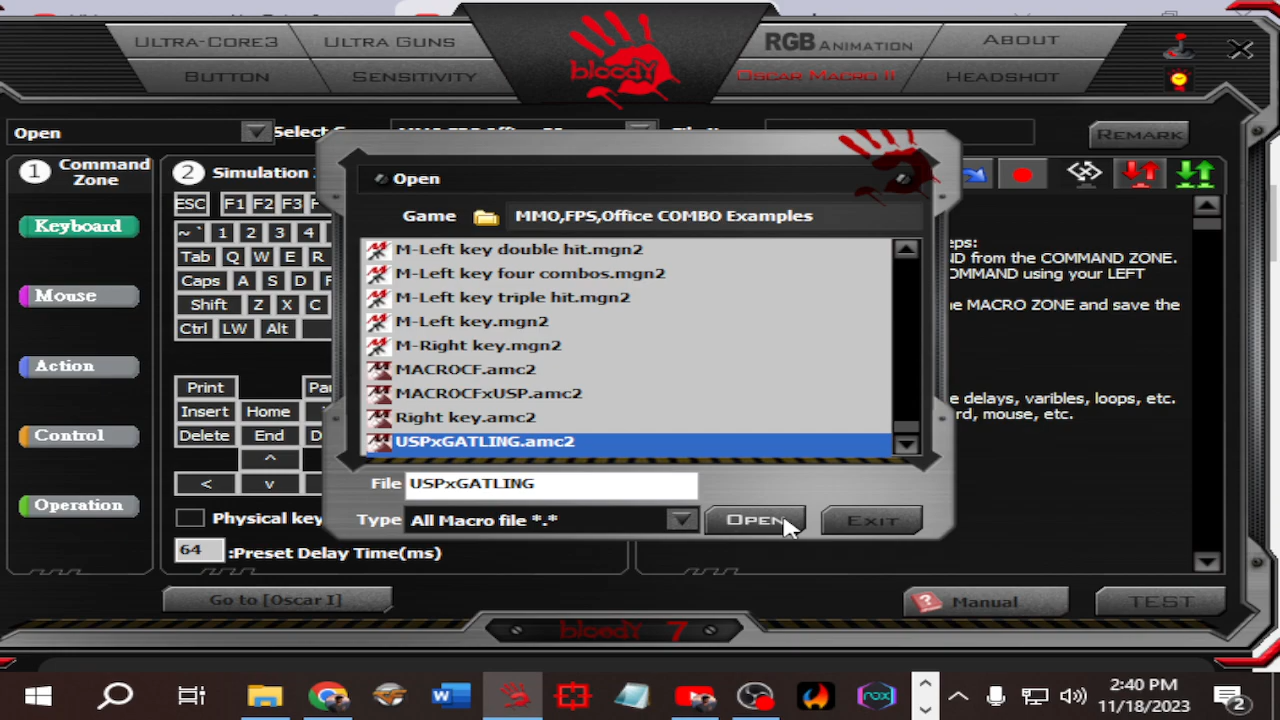 ULTRA-CORE3
ULTRA GUNS
RGB ANIMATION
ABOUT
BUTTON
SENSITIVITY
bloody
OSCAR MACRO II
HEADSHOT
Open
Select
REMARK
1 Command Zone
2 Simulation
Keyboard
Mouse
Action
Control
Operation
ESC F1 F2 F3
~ ` 1 2 3 4
Tab Q W E R
Caps A S D F
Shift Z X C
Ctrl LW Alt
Print
Insert Home
Delete End
^
< v
Physical key
64 :Preset Delay Time(ms)
Open
Game MMO,FPS,Office COMBO Examples
M-Left key double hit.mgn2
M-Left key four combos.mgn2
M-Left key triple hit.mgn2
M-Left key.mgn2
M-Right key.mgn2
MACROCF.amc2
MACROCFxUSP.amc2
Right key.amc2
USPxGATLING.amc2
File USPxGATLING
Type All Macro file *.*
OPEN
EXIT
eps:
ND from the COMMAND ZONE.
OMMAND using your LEFT
he MACRO ZONE and save the
e delays, varibles, loops, etc.
rd, mouse, etc.
Go to [Oscar I]
Manual
TEST
bloody 7
nox
2:40 PM
11/18/2023
2